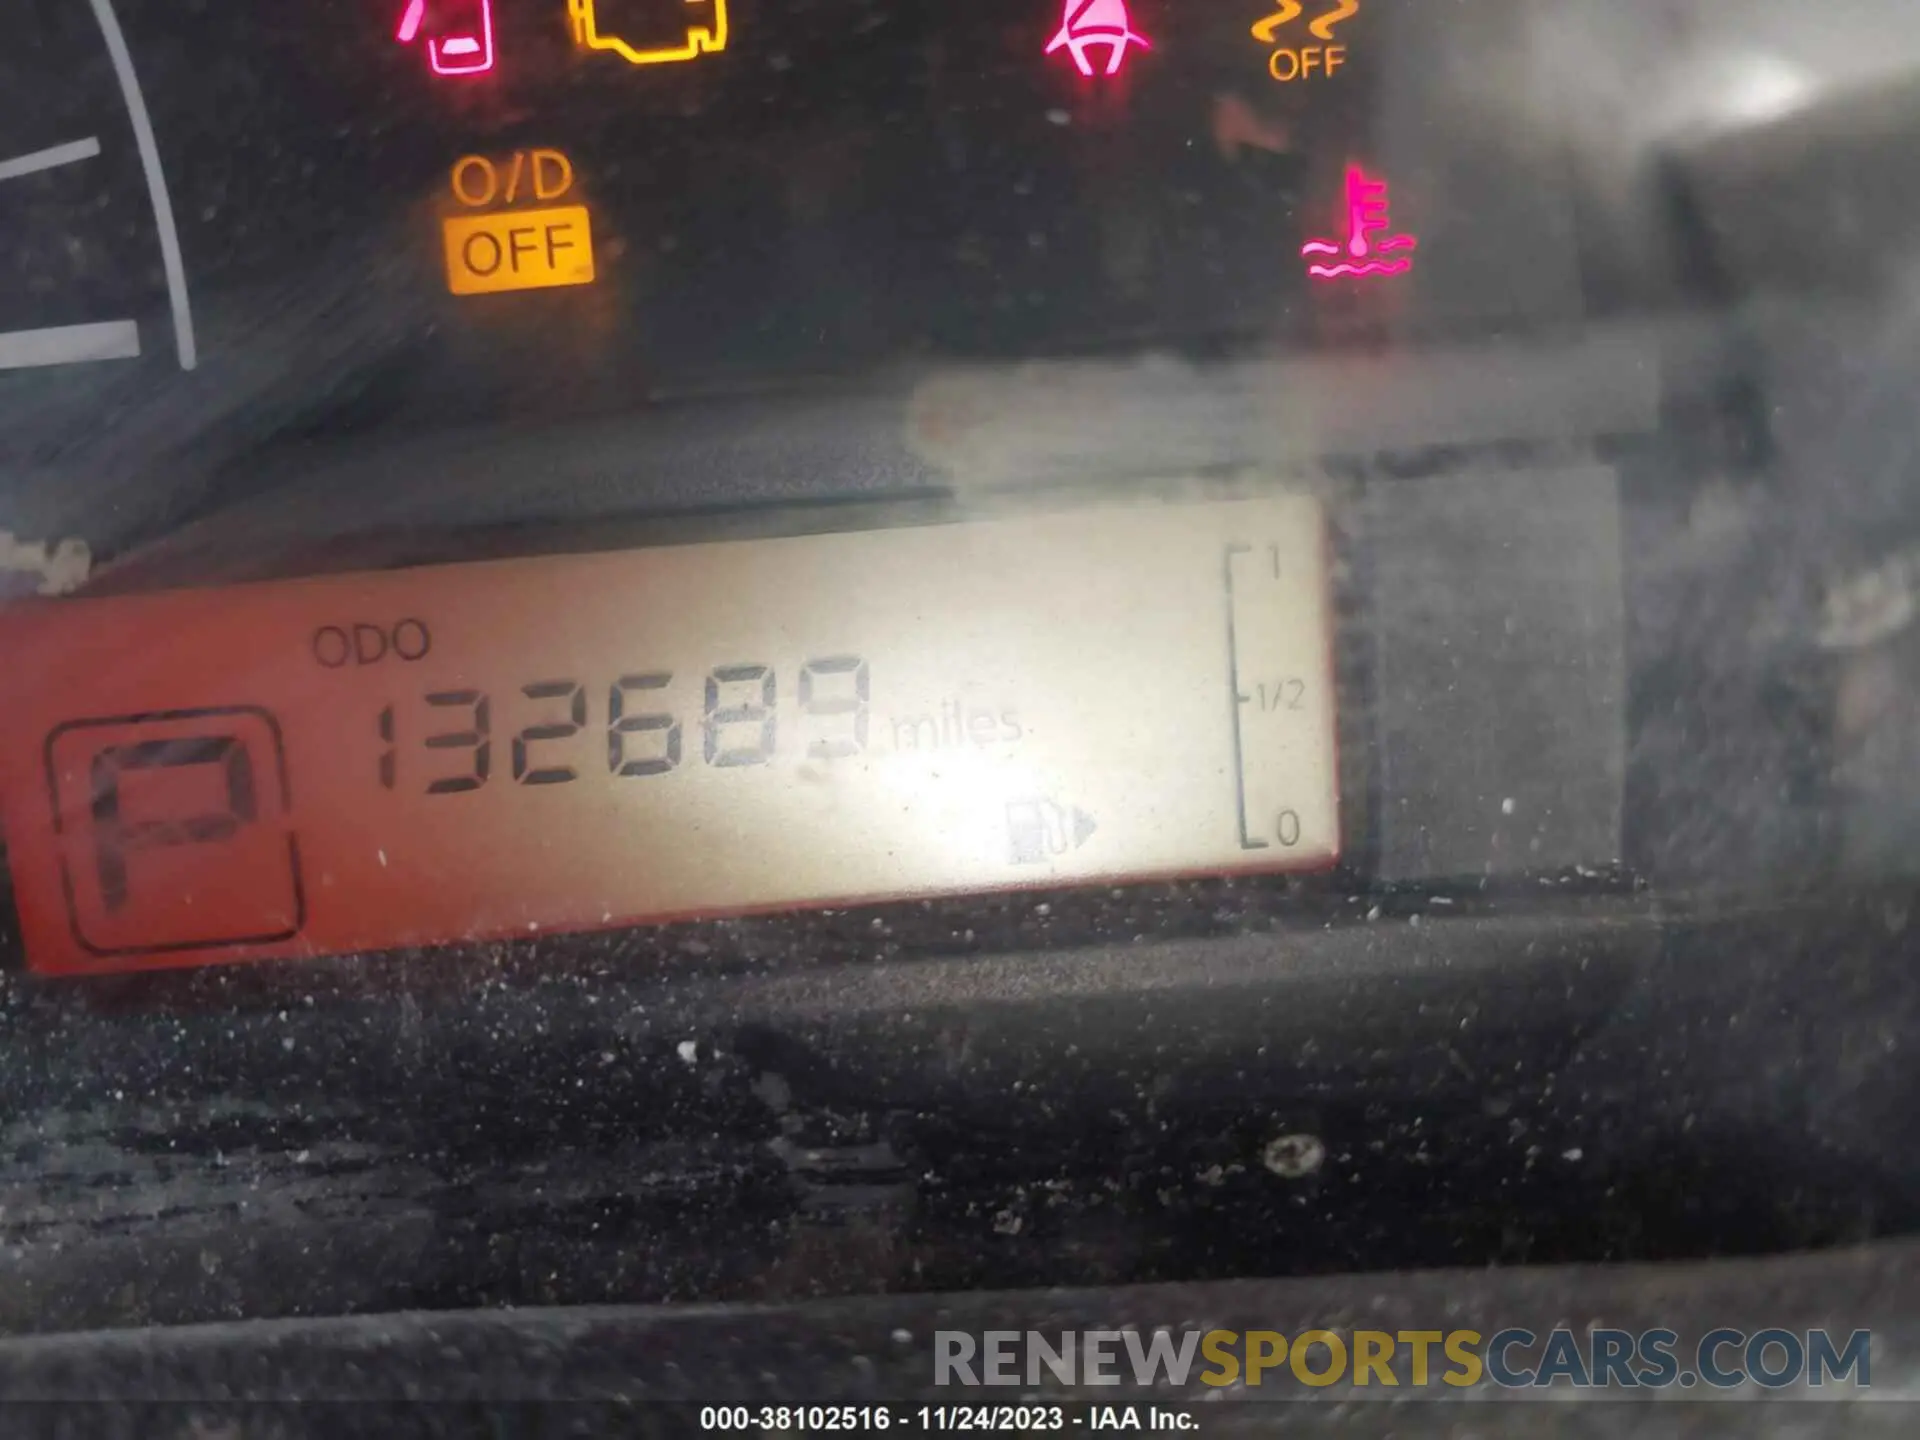 OFF
O/D
OFF
ODO
132689 miles
P
1
1/2
0
RENEWSPORTSCARS.COM
000-38102516 - 11/24/2023 - IAA Inc.